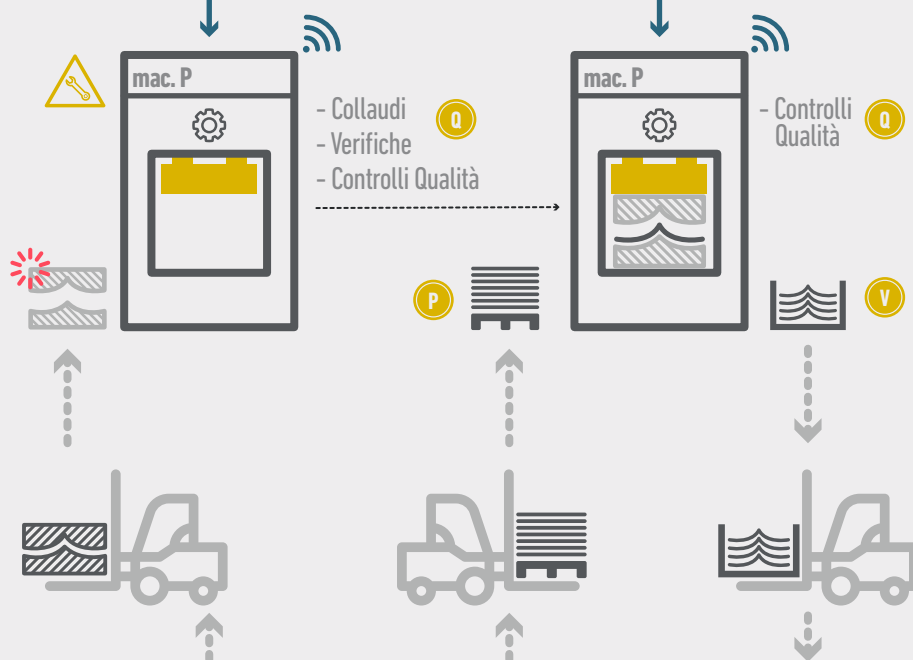 mac. P
- Collaudi
- Verifiche
- Controlli Qualità
Q
mac. P
- Controlli
Qualità
Q
P
V